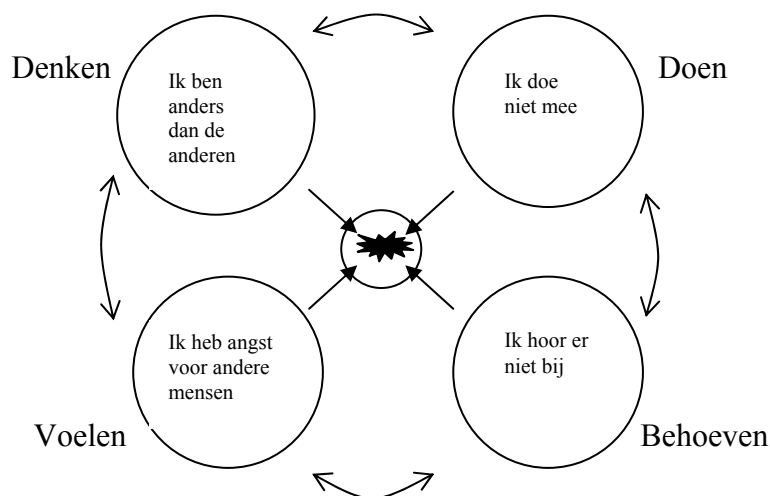 Denken
Ik ben
anders
dan de
anderen
Ik doe
niet mee
Doen
Ik heb angst
voor andere
mensen
Voelen
Ik hoor er
niet bij
Behoeven